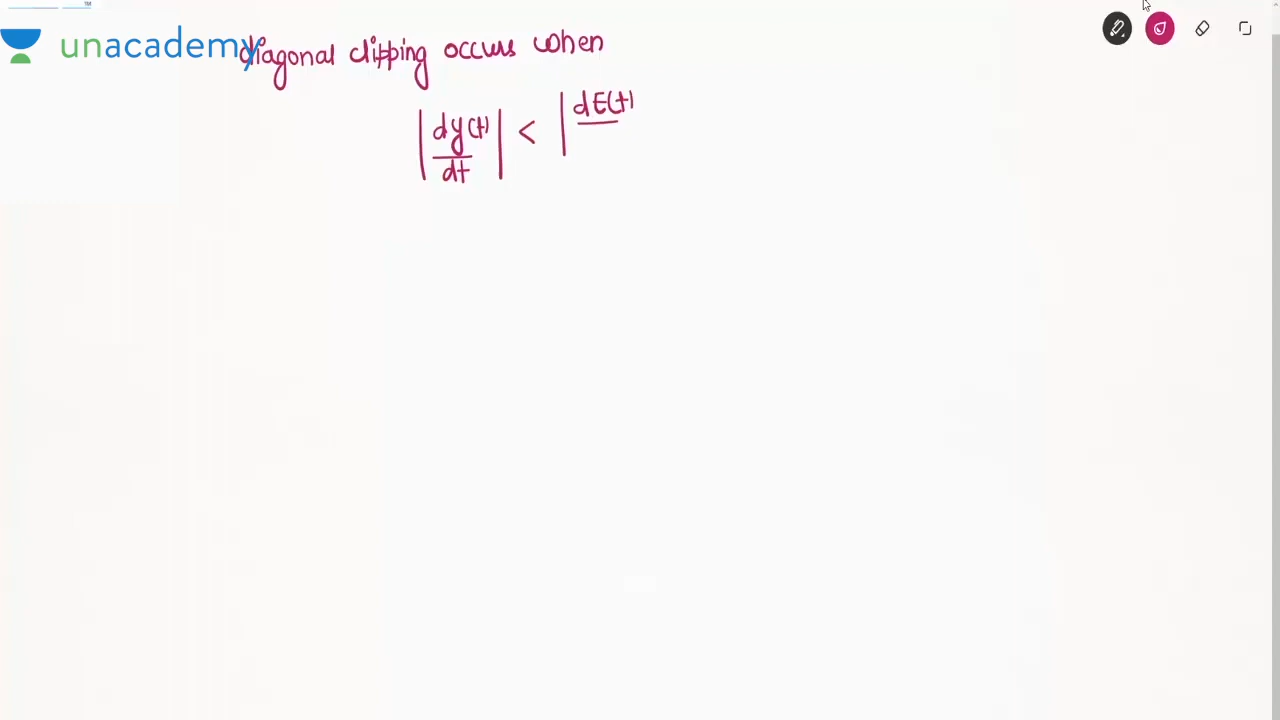 unacademy
diagonal clipping occurs when
|dy(t)/dt| < |dE(t)